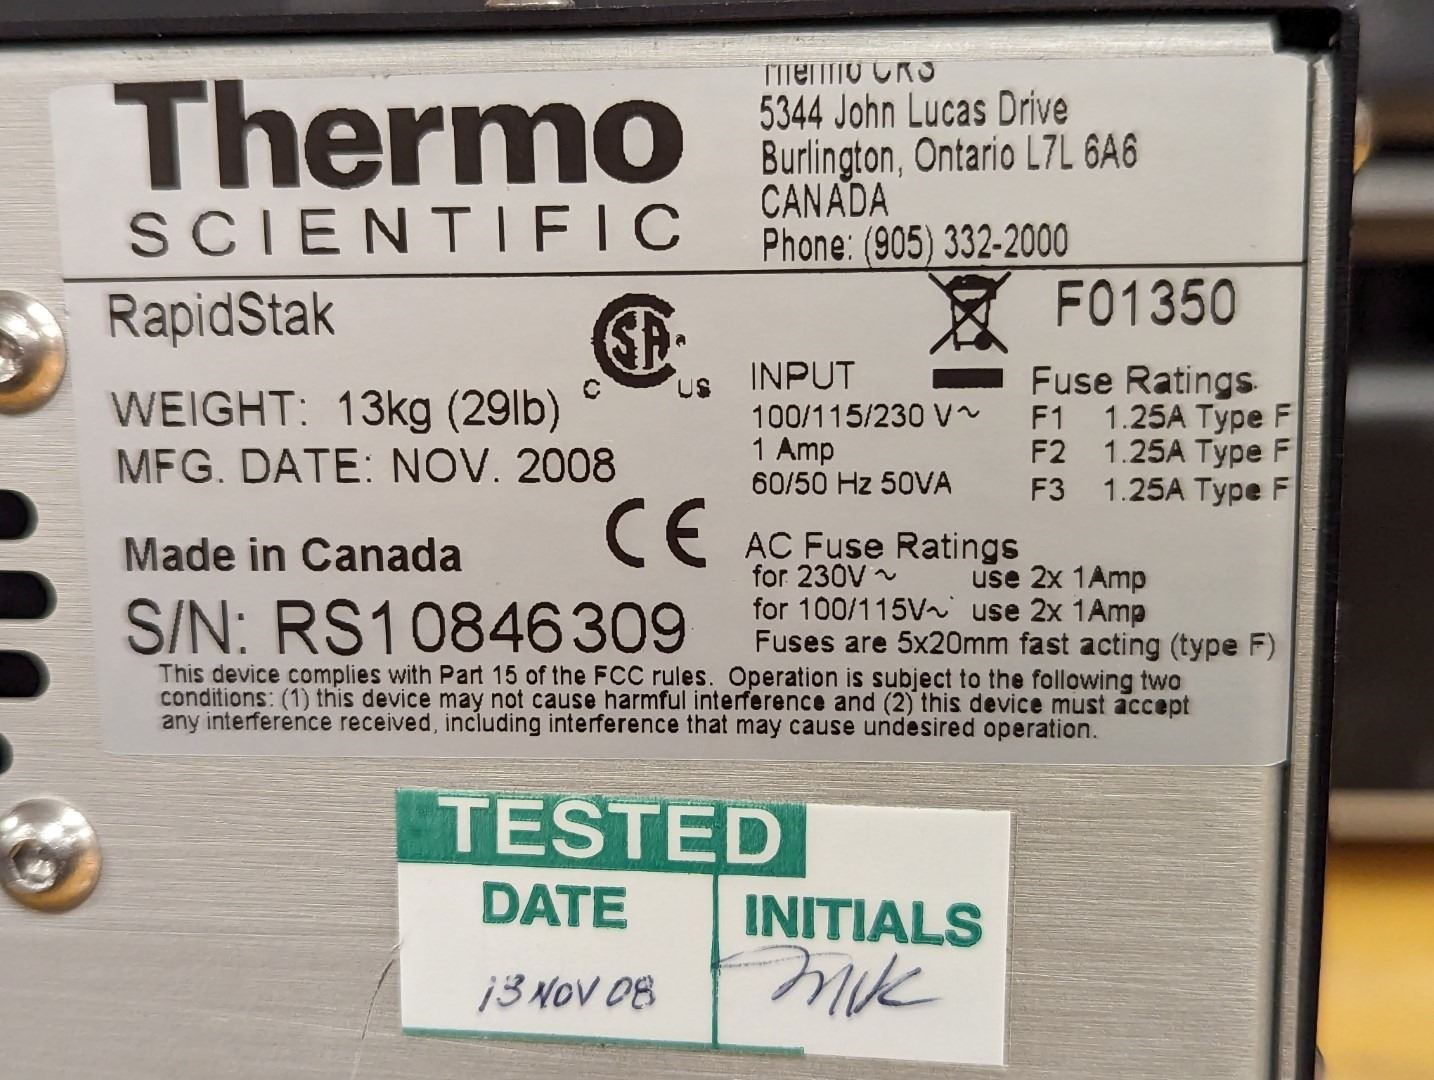 Thermo
SCIENTIFIC
Thermo CRS
5344 John Lucas Drive
Burlington, Ontario L7L 6A6
CANADA
Phone: (905) 332-2000
RapidStak
WEIGHT: 13kg (29lb)
MFG. DATE: NOV. 2008
Made in Canada
S/N: RS10846309
C SA US
CE
F01350
INPUT
100/115/230 V~
1 Amp
60/50 Hz 50VA
Fuse Ratings
F1 1.25A Type F
F2 1.25A Type F
F3 1.25A Type F
AC Fuse Ratings
for 230V ~ use 2x 1Amp
for 100/115V~ use 2x 1Amp
Fuses are 5x20mm fast acting (type F)
This device complies with Part 15 of the FCC rules. Operation is subject to the following two
conditions: (1) this device may not cause harmful interference and (2) this device must accept
any interference received, including interference that may cause undesired operation.
TESTED
DATE
13 NOV 08
INITIALS